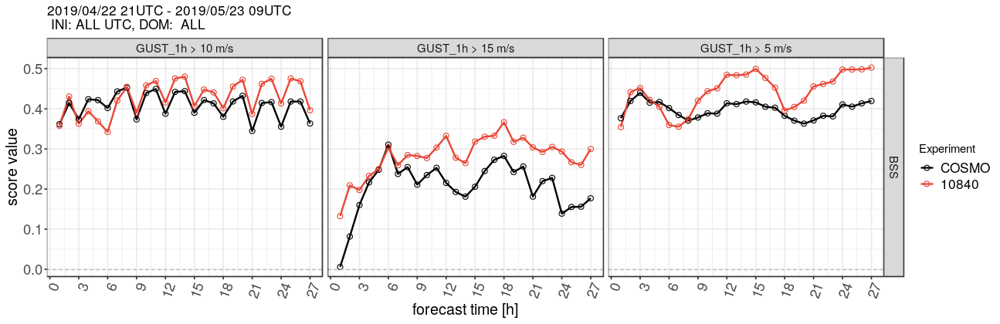 2019/04/22 21UTC - 2019/05/23 09UTC
INI: ALL UTC, DOM:  ALL
GUST_1h > 10 m/s
GUST_1h > 15 m/s
GUST_1h > 5 m/s
score value
0.5
0.4
0.3
0.2
0.1
0.0
0 3 6 9 12 15 18 21 24 27
0 3 6 9 12 15 18 21 24 27
0 3 6 9 12 15 18 21 24 27
forecast time [h]
BSS
Experiment
COSMO
10840